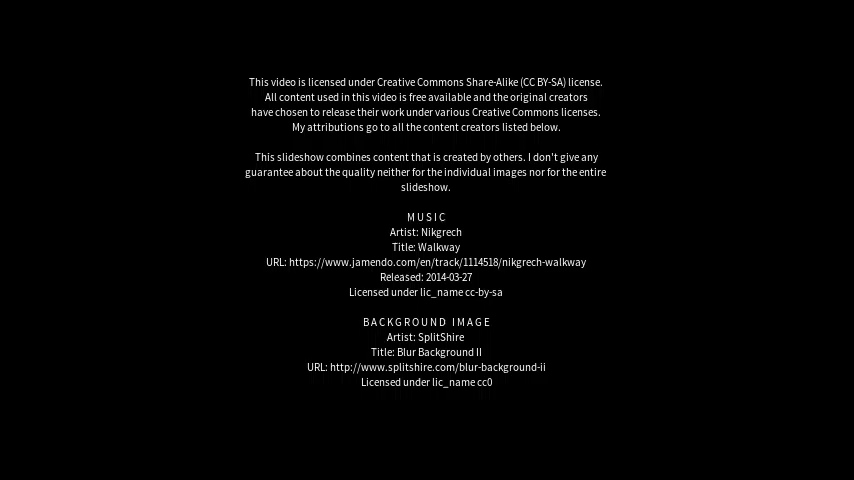 This video is licensed under Creative Commons Share-Alike (CC BY-SA) license.
All content used in this video is free available and the original creators
have chosen to release their work under various Creative Commons licenses.
My attributions go to all the content creators listed below.
This slideshow combines content that is created by others. I don't give any
guarantee about the quality neither for the individual images nor for the entire
slideshow.
MUSIC
Artist: Nikgrech
Title: Walkway
URL: https://www.jamendo.com/en/track/1114518/nikgrech-walkway
Released: 2014-03-27
Licensed under lic_name cc-by-sa
BACKGROUND IMAGE
Artist: SplitShire
Title: Blur Background II
URL: http://www.splitshire.com/blur-background-ii
Licensed under lic_name cc0